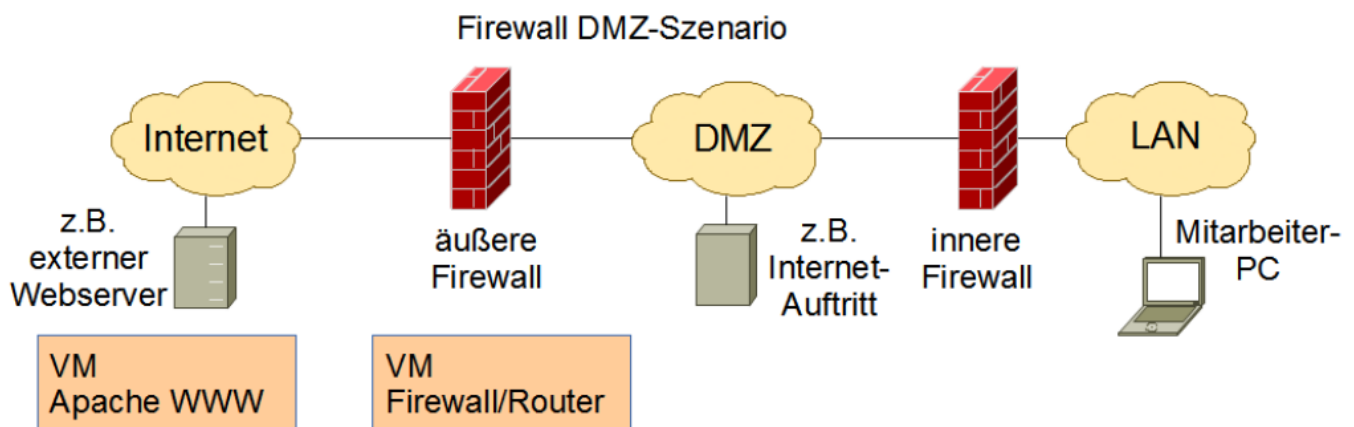 Firewall DMZ-Szenario
Internet
DMZ
LAN
z.B.
externer
Webserver
äußere
Firewall
z.B.
Internet-
Auftritt
innere
Firewall
Mitarbeiter-
PC
VM
Apache WWW
VM
Firewall/Router